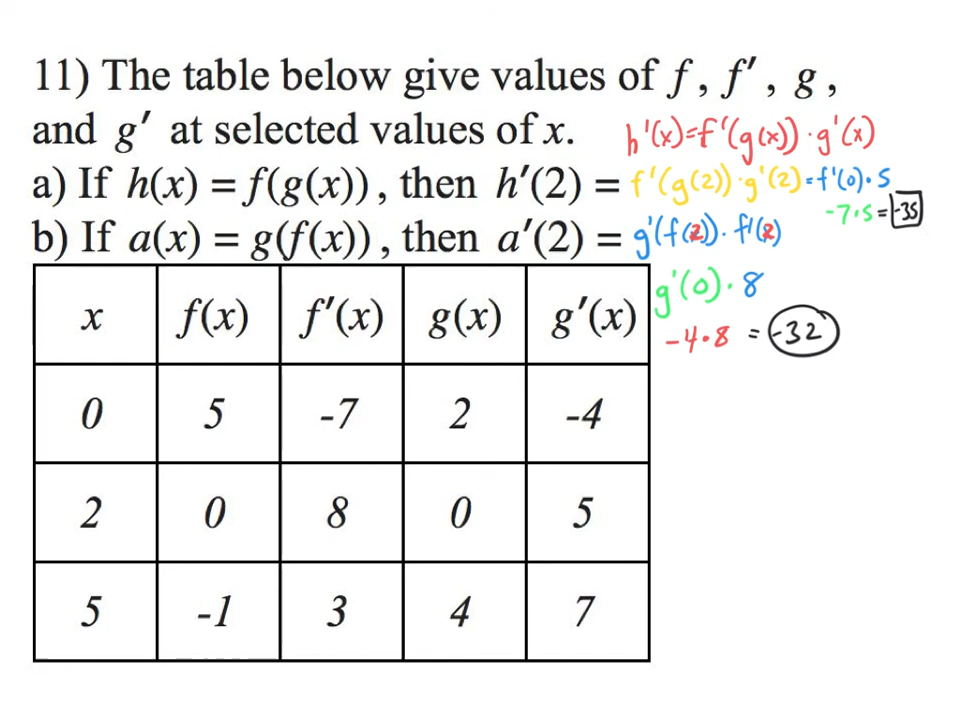 11) The table below give values of f, f′, g,
and g′ at selected values of x.
h'(x)=f'(g(x))·g'(x)
a) If h(x) = f(g(x)), then h′(2) = f'(g(2))·g'(2)=f'(0)·5
-7·5=-35
b) If a(x) = g(f(x)), then a′(2) = g'(f(2))·f'(2)
g'(0)·8
-4·8 = -32
x f(x) f′(x) g(x) g′(x)
0 5 -7 2 -4
2 0 8 0 5
5 -1 3 4 7